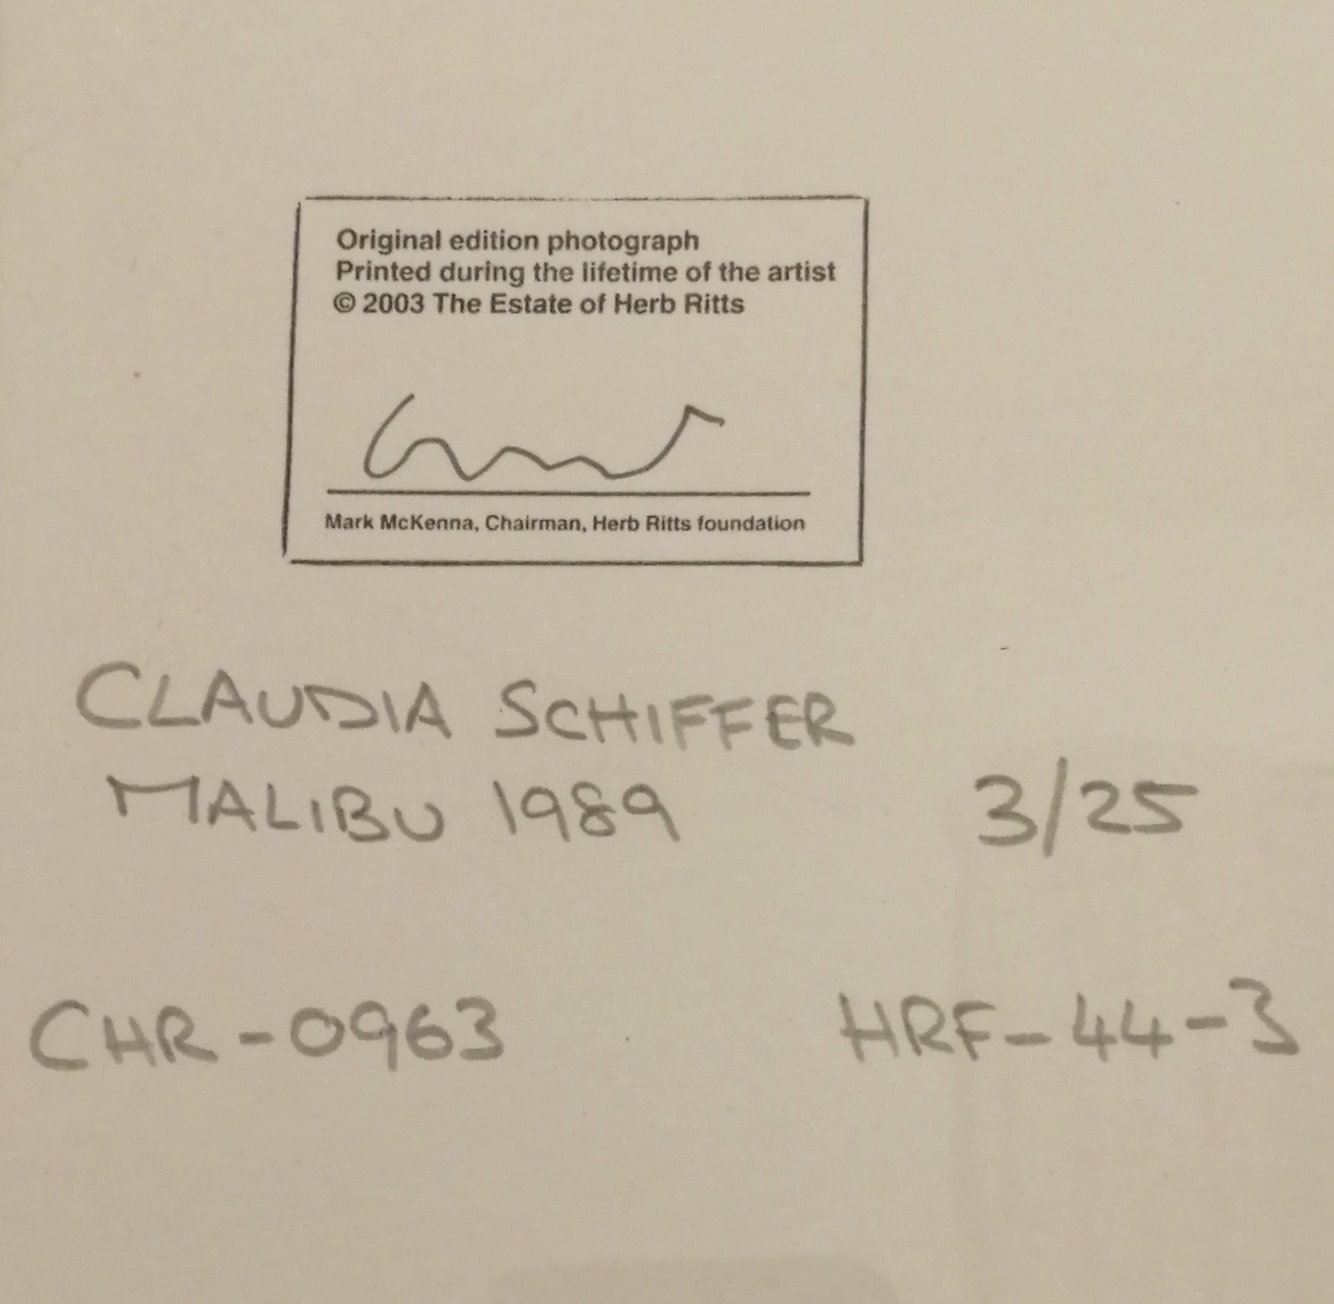 Original edition photograph
Printed during the lifetime of the artist
© 2003 The Estate of Herb Ritts
Mark McKenna, Chairman, Herb Ritts foundation
CLAUDIA SCHIFFER
MALIBU 1989 3/25
CHR-0963 HRF-44-3